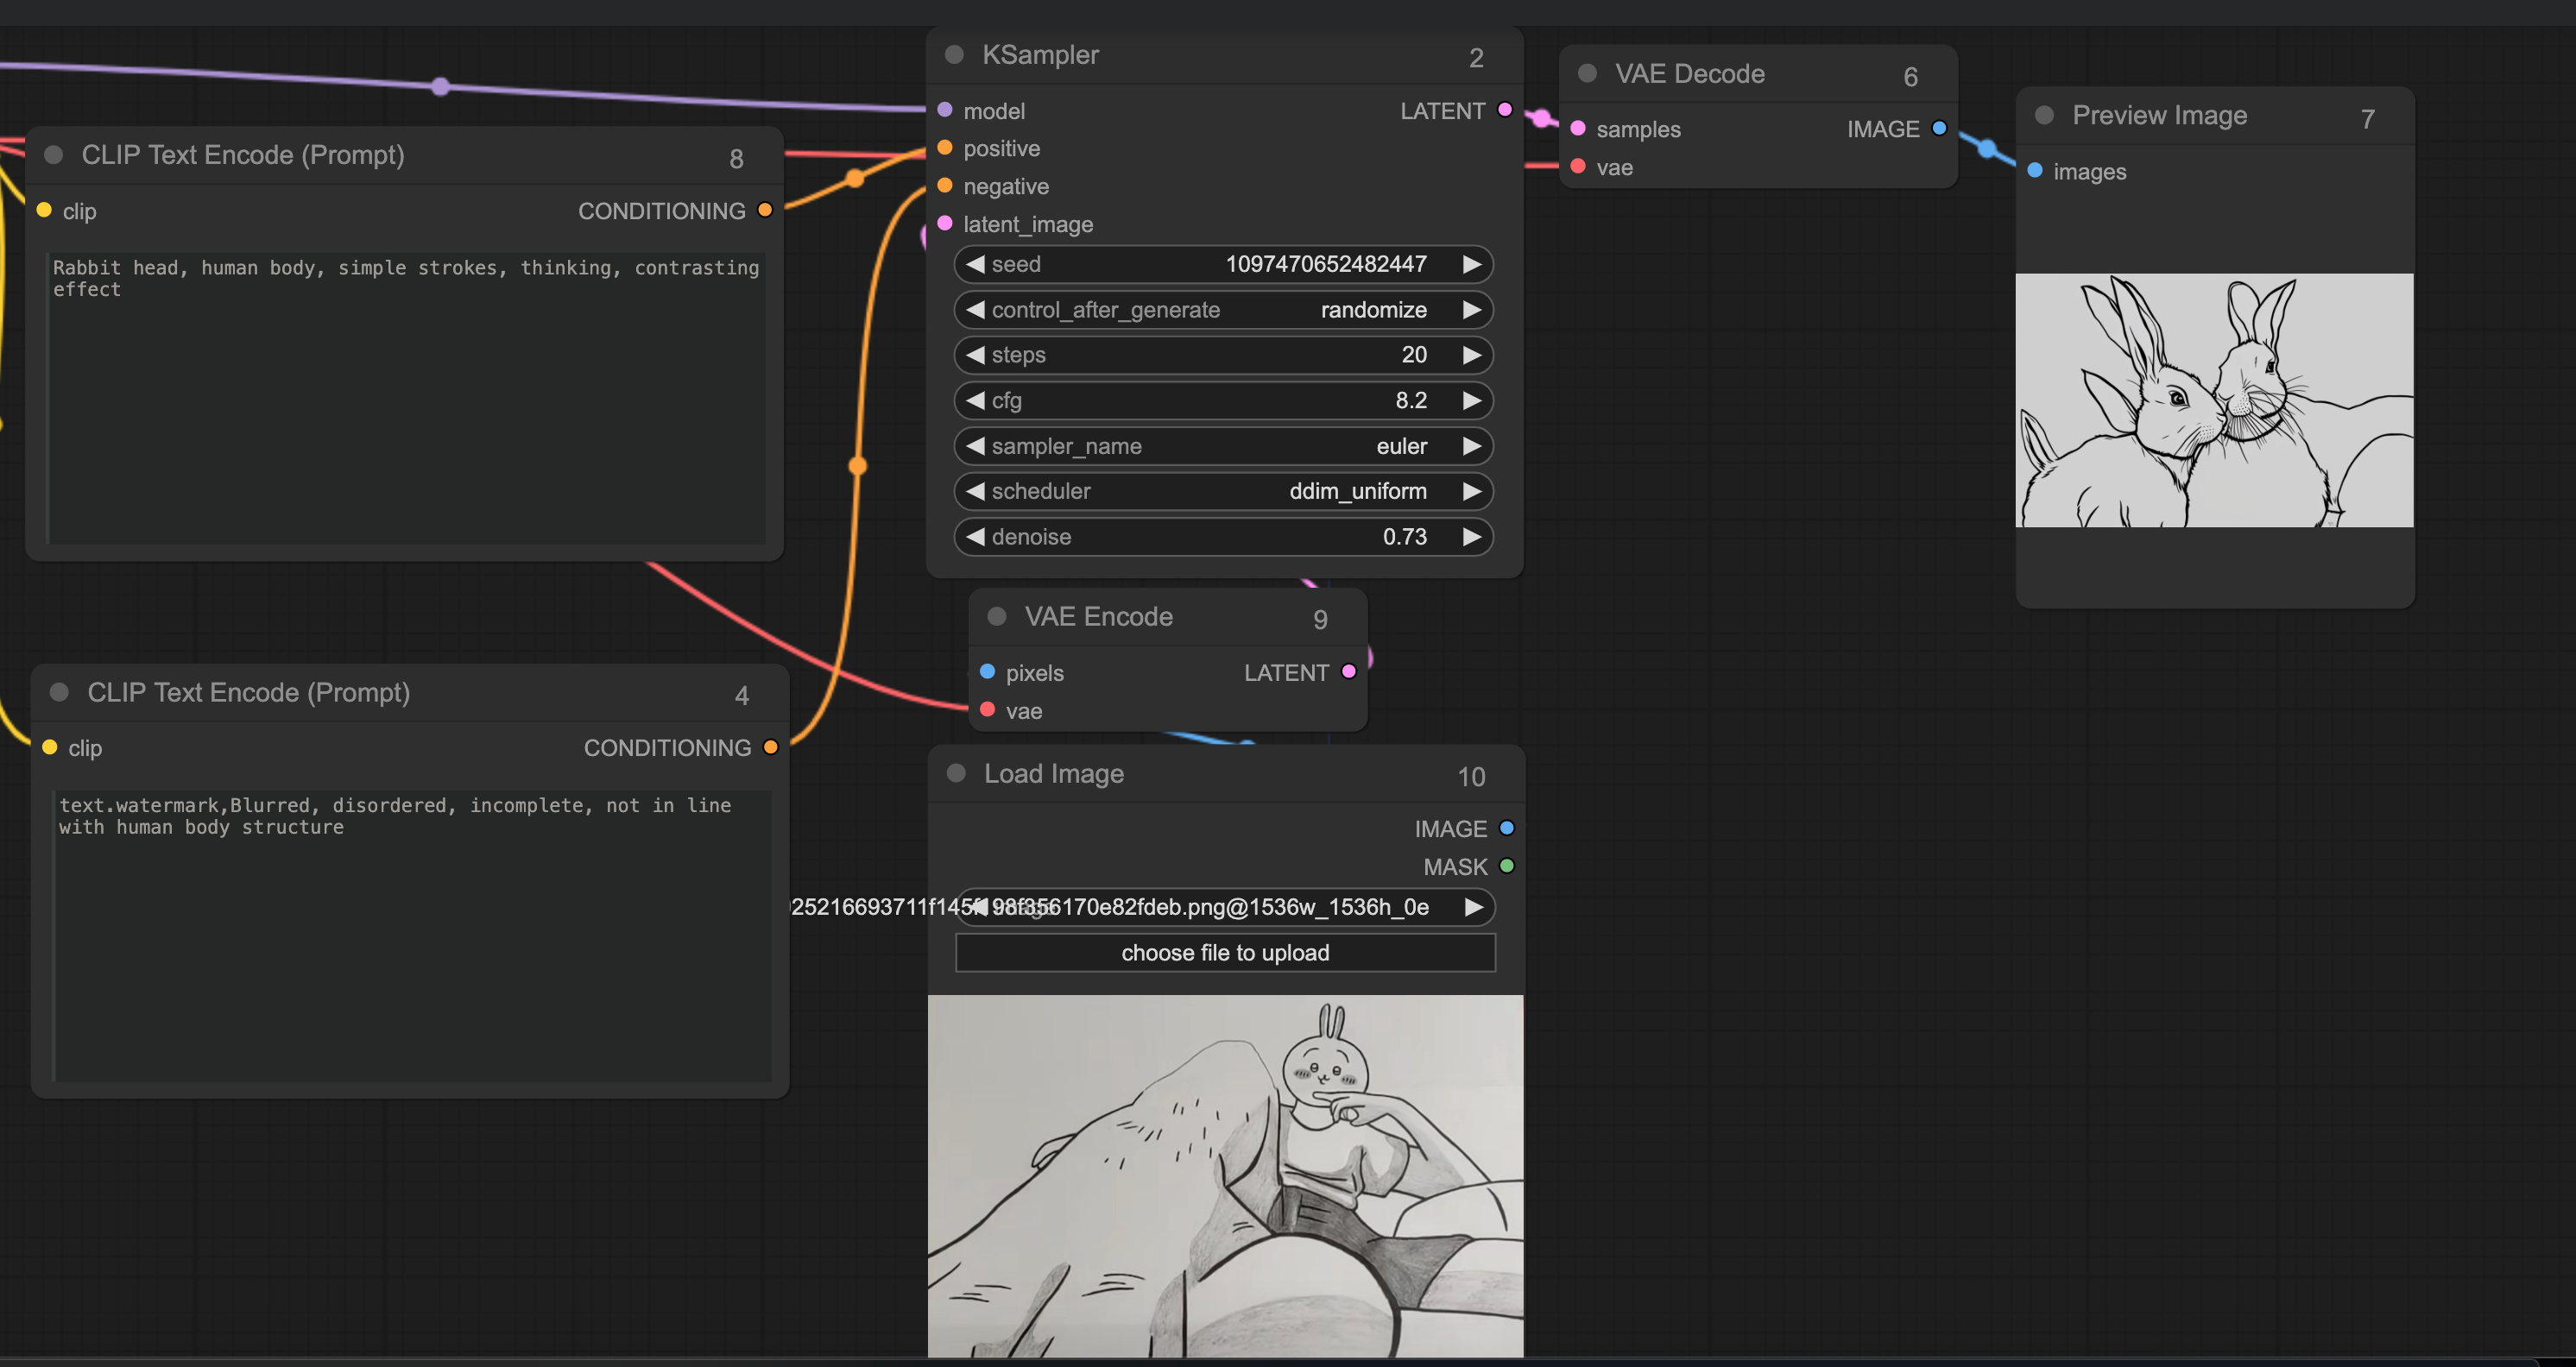 CLIP Text Encode (Prompt)
8
clip
CONDITIONING
Rabbit head, human body, simple strokes, thinking, contrasting
effect
CLIP Text Encode (Prompt)
4
clip
CONDITIONING
text.watermark,Blurred, disordered, incomplete, not in line
with human body structure
KSampler
2
model
LATENT
positive
negative
latent_image
seed
1097470652482447
control_after_generate
randomize
steps
20
cfg
8.2
sampler_name
euler
scheduler
ddim_uniform
denoise
0.73
VAE Encode
9
pixels
LATENT
vae
Load Image
10
IMAGE
MASK
170e82fdeb.png@1536w_1536h_0e
choose file to upload
VAE Decode
6
samples
IMAGE
vae
Preview Image
7
images